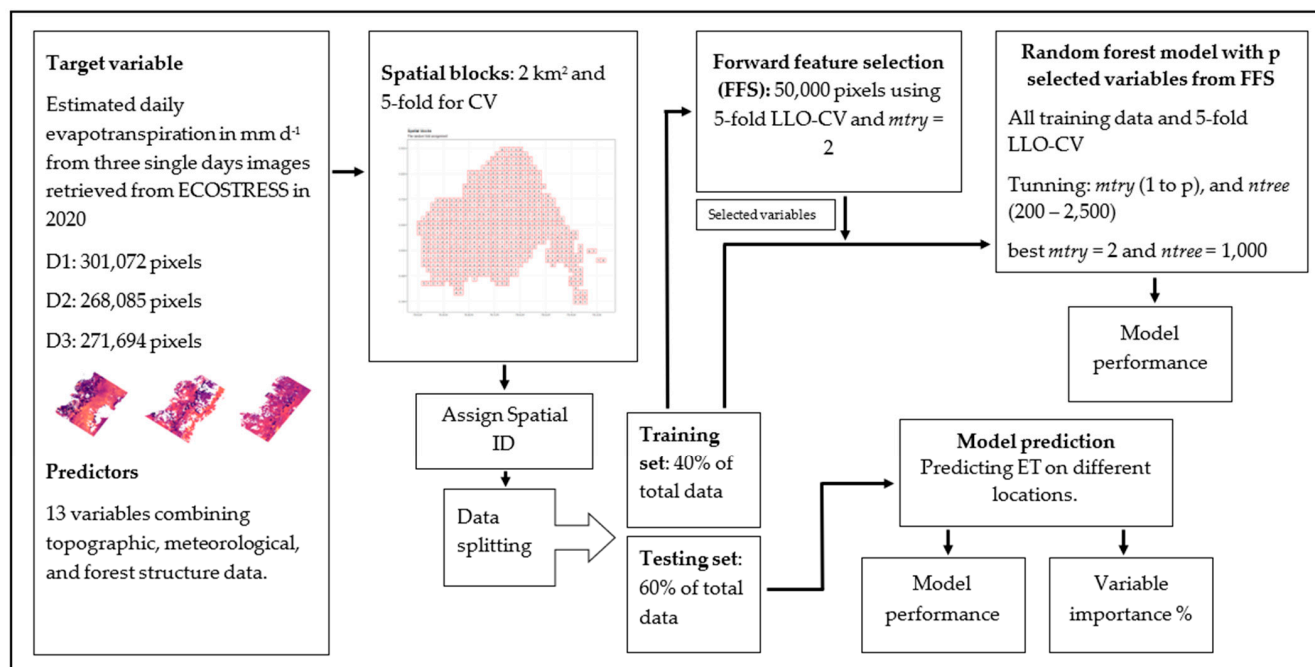 Target variable
Estimated daily
evapotranspiration in mm d-1
from three single days images
retrieved from ECOSTRESS in
2020
D1: 301,072 pixels
D2: 268,085 pixels
D3: 271,694 pixels
Predictors
13 variables combining
topographic, meteorological,
and forest structure data.
Spatial blocks: 2 km² and
5-fold for CV
Spatial blocks
Assign Spatial
ID
Data
splitting
Training
set: 40% of
total data
Testing set:
60% of total
data
Forward feature selection
(FFS): 50,000 pixels using
5-fold LLO-CV and mtry =
2
Selected variables
Random forest model with p
selected variables from FFS
All training data and 5-fold
LLO-CV
Tunning: mtry (1 to p), and ntree
(200 – 2,500)
best mtry = 2 and ntree = 1,000
Model
performance
Model prediction
Predicting ET on different
locations.
Model
performance
Variable
importance %